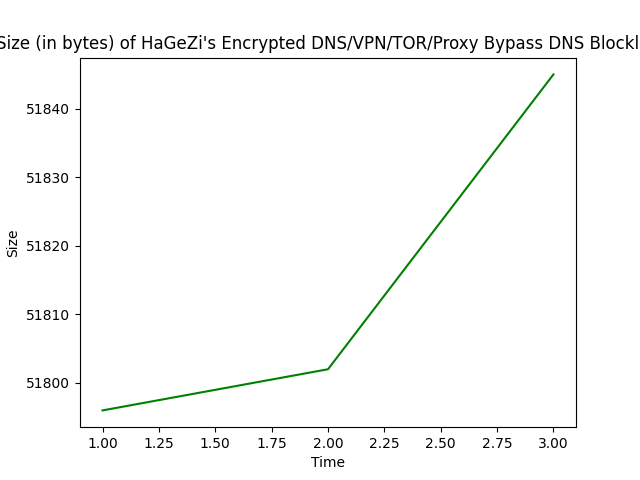 Size (in bytes) of HaGeZi's Encrypted DNS/VPN/TOR/Proxy Bypass DNS Blockl
51840
51830
51820
51810
51800
Size
1.00 1.25 1.50 1.75 2.00 2.25 2.50 2.75 3.00
Time